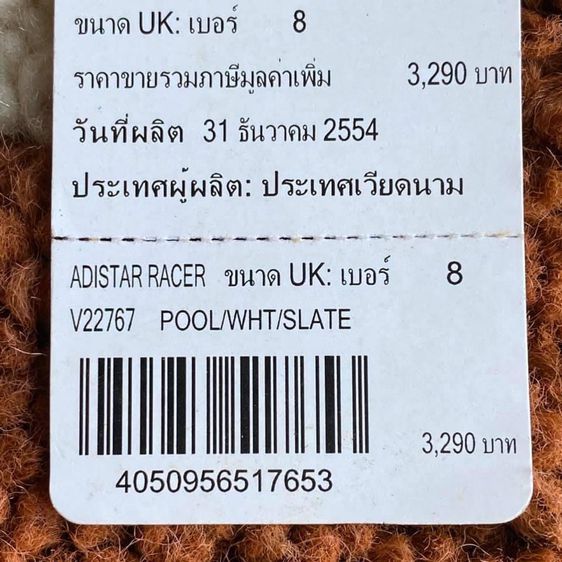 ขนาด UK: เบอร์ 8
ราคาขายรวมภาษีมูลค่าเพิ่ม 3,290 บาท
วันที่ผลิต 31 ธันวาคม 2554
ประเทศผู้ผลิต: ประเทศเวียดนาม
ADISTAR RACER ขนาด UK: เบอร์ 8
V22767 POOL/WHT/SLATE
3,290 บาท
4050956517653